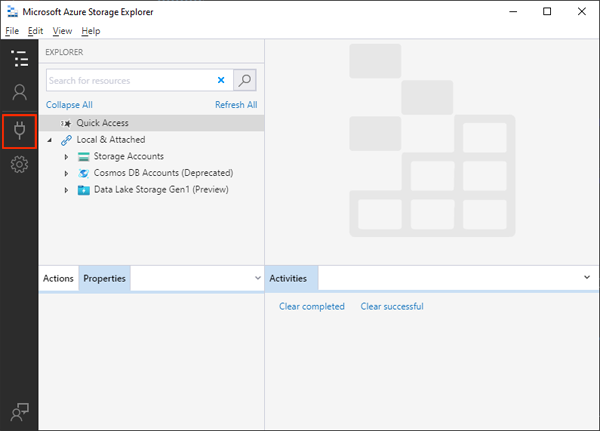 Microsoft Azure Storage Explorer
File Edit View Help
EXPLORER
Search for resources
Collapse All Refresh All
Quick Access
Local & Attached
Storage Accounts
Cosmos DB Accounts (Deprecated)
Data Lake Storage Gen1 (Preview)
Actions Properties
Activities
Clear completed Clear successful